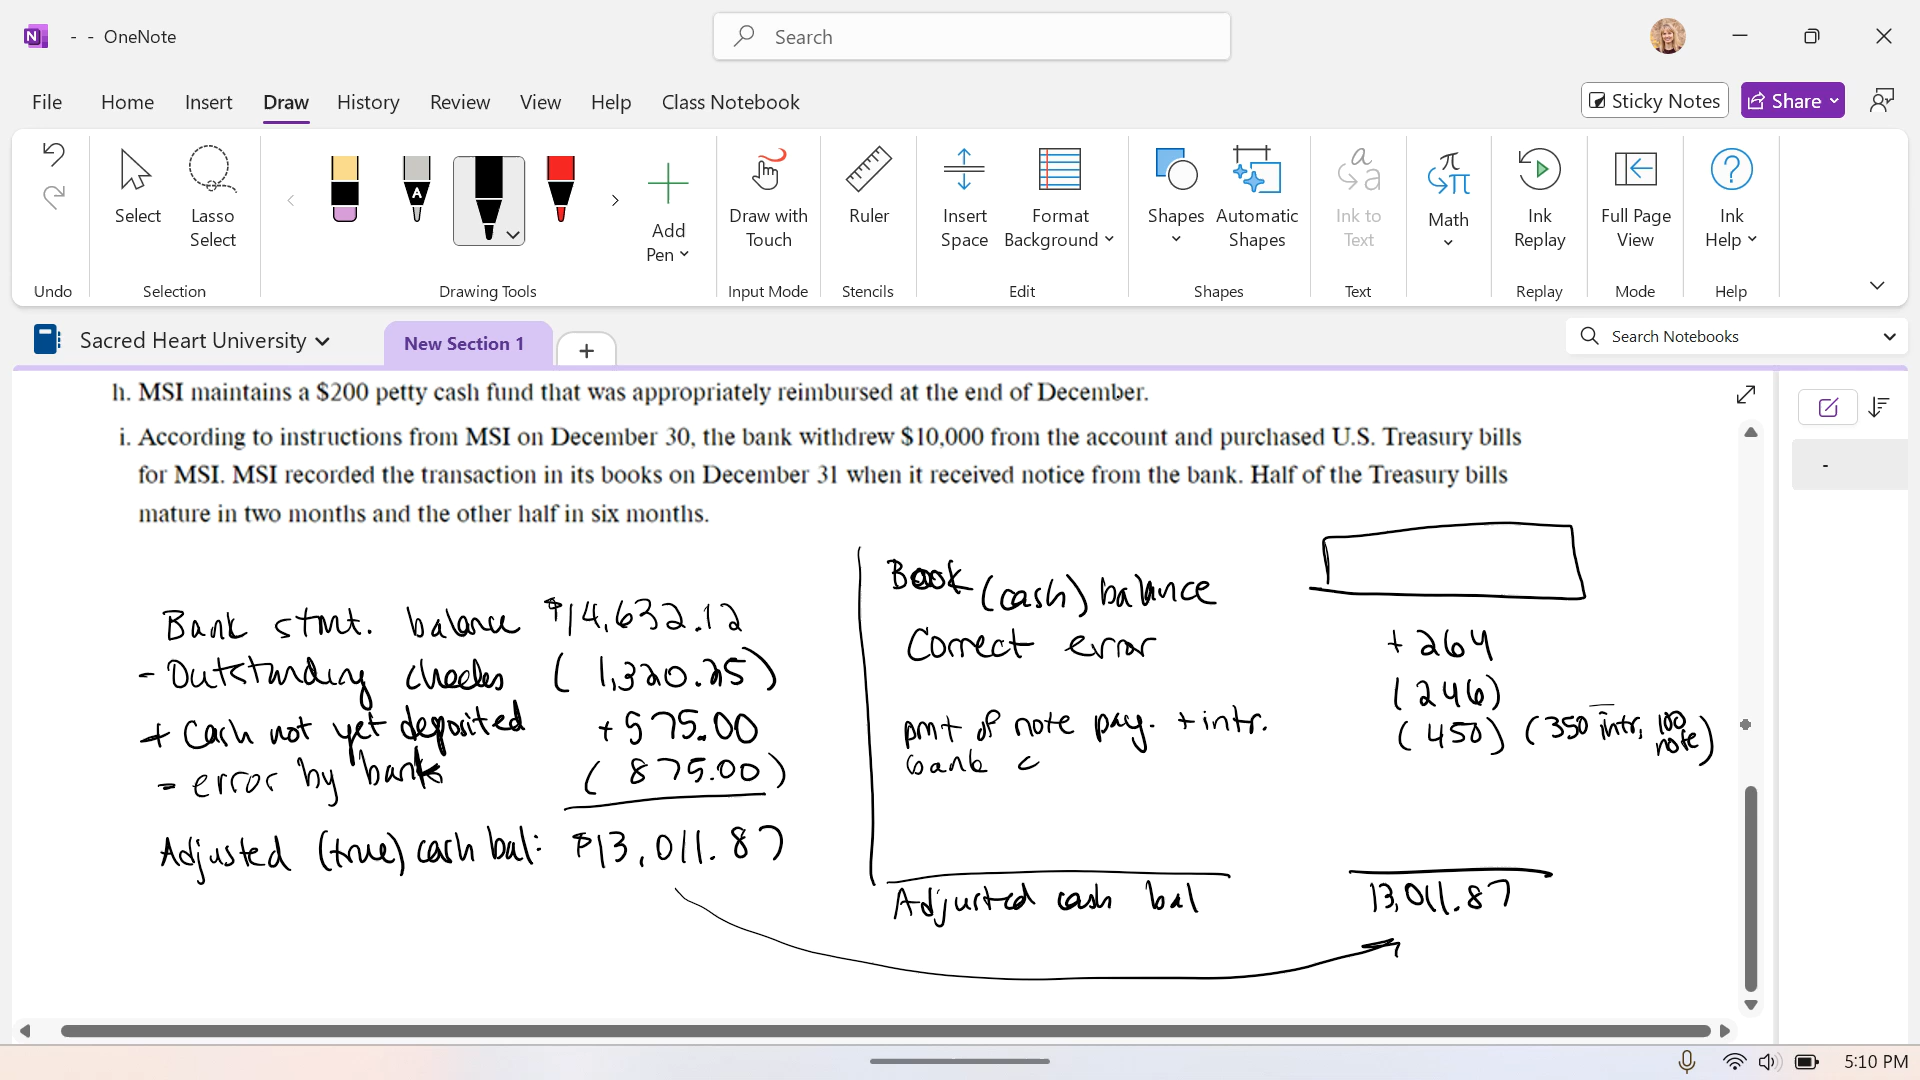 - - OneNote
Search
File Home Insert Draw History Review View Help Class Notebook
Sticky Notes Share
Select
Lasso Select
A
Add Pen
Draw with Touch
Ruler
Insert Space
Format Background
Shapes
Automatic Shapes
Ink to Text
Math
Ink Replay
Full Page View
Ink Help
Undo Selection Drawing Tools Input Mode Stencils Edit Shapes Text Replay Mode Help
Sacred Heart University New Section 1 + Search Notebooks
h. MSI maintains a $200 petty cash fund that was appropriately reimbursed at the end of December.
i. According to instructions from MSI on December 30, the bank withdrew $10,000 from the account and purchased U.S. Treasury bills
for MSI. MSI recorded the transaction in its books on December 31 when it received notice from the bank. Half of the Treasury bills
mature in two months and the other half in six months.
-
Bank stmt. balance $14,632.12
- Outstanding checks (1,320.25)
+ Cash not yet deposited +575.00
- error by bank (875.00)
Adjusted (true) cash bal: $13,011.87
Book (cash) balance
Correct error +264
(246)
pmt of note pay. + intr. (450) (350 intr, 100 note)
bank c
Adjusted cash bal 13,011.87
5:10 PM